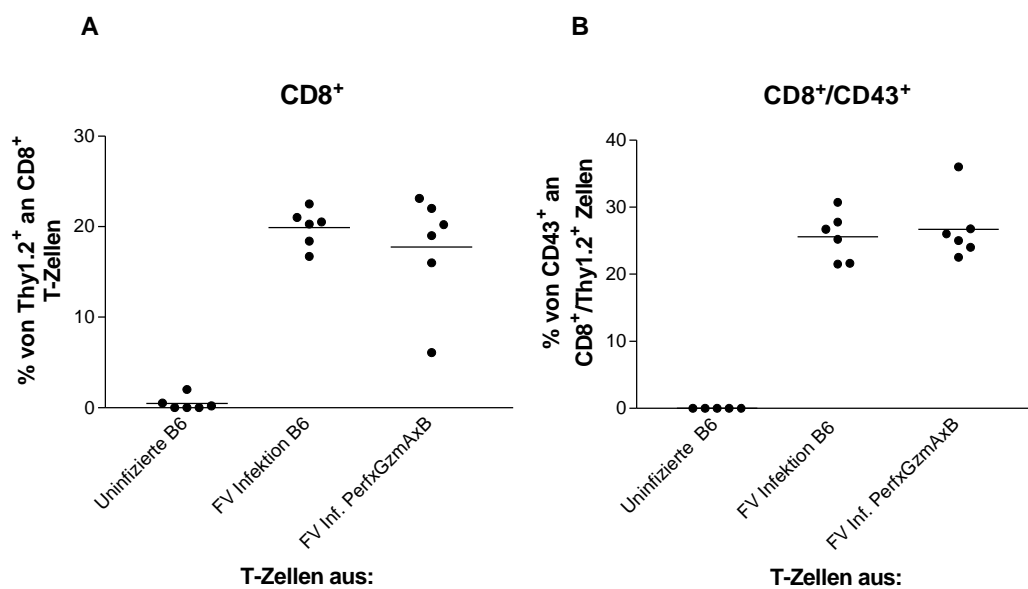 A
CD8⁺
% von Thy1.2⁺ an CD8⁺
T-Zellen
30
20
10
0
Uninfizierte B6
FV Infektion B6
FV Inf. PerfxGzmAxB
T-Zellen aus:
B
CD8⁺/CD43⁺
% von CD43⁺ an
CD8⁺/Thy1.2⁺ Zellen
40
30
20
10
0
Uninfizierte B6
FV Infektion B6
FV Inf. PerfxGzmAxB
T-Zellen aus: